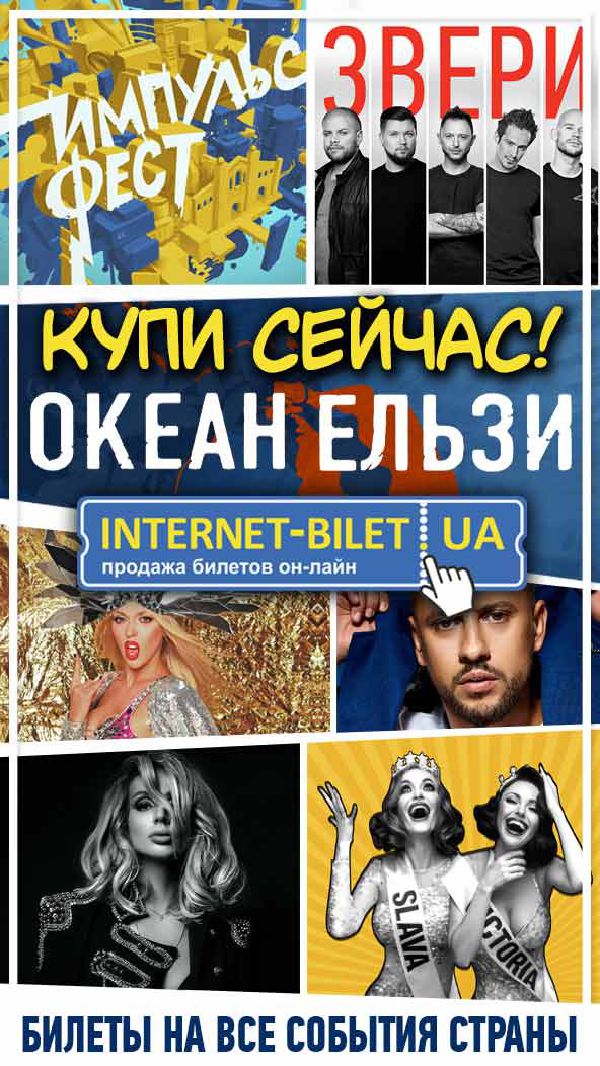 ИМПУЛЬС
ФЕСТ
ЗВЕРИ
КУПИ СЕЙЧАС!
ОКЕАН ЕЛЬЗИ
INTERNET-BILET.UA
продажа билетов он-лайн
SLAVA
VICTORIA
БИЛЕТЫ НА ВСЕ СОБЫТИЯ СТРАНЫ